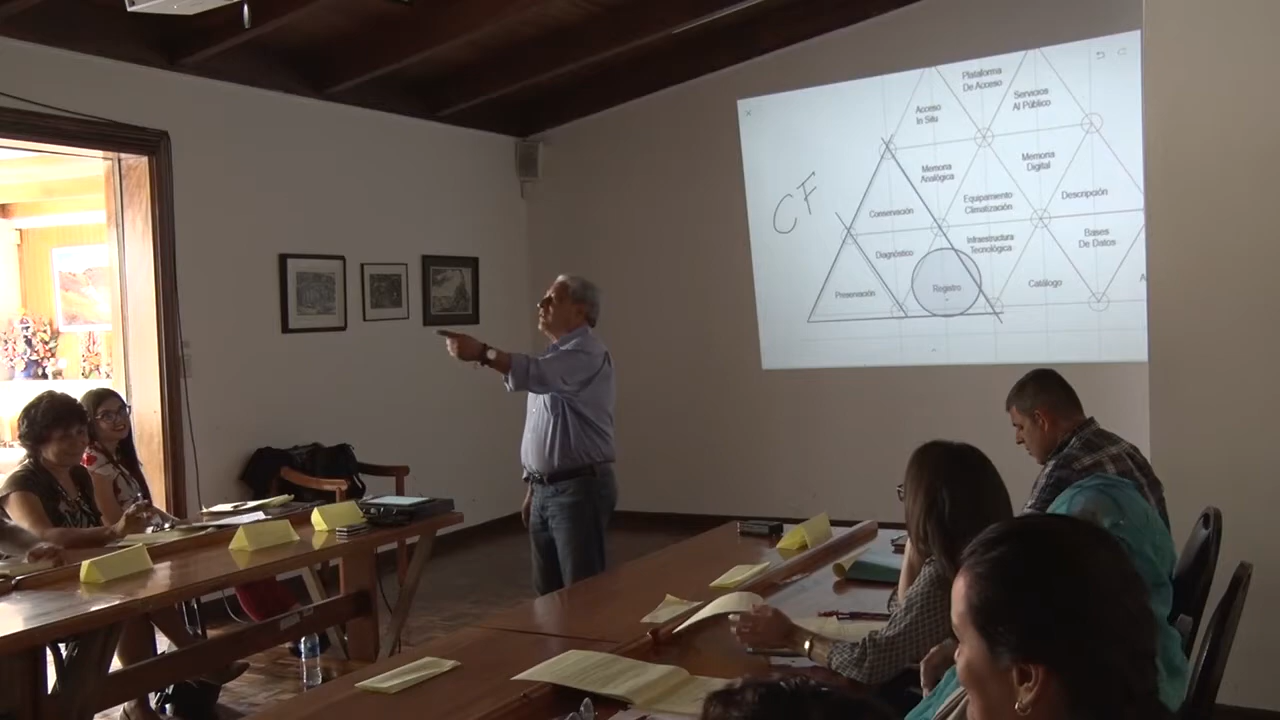 Plataforma
De Acceso
Acceso
In Situ
Servicios
Al Público
Memoria
Analógica
Memoria
Digital
CF
Conservación
Equipamiento
Climatización
Descripción
Diagnóstico
Infraestructura
Tecnológica
Bases
De Datos
Preservación
Registro
Catálogo
A